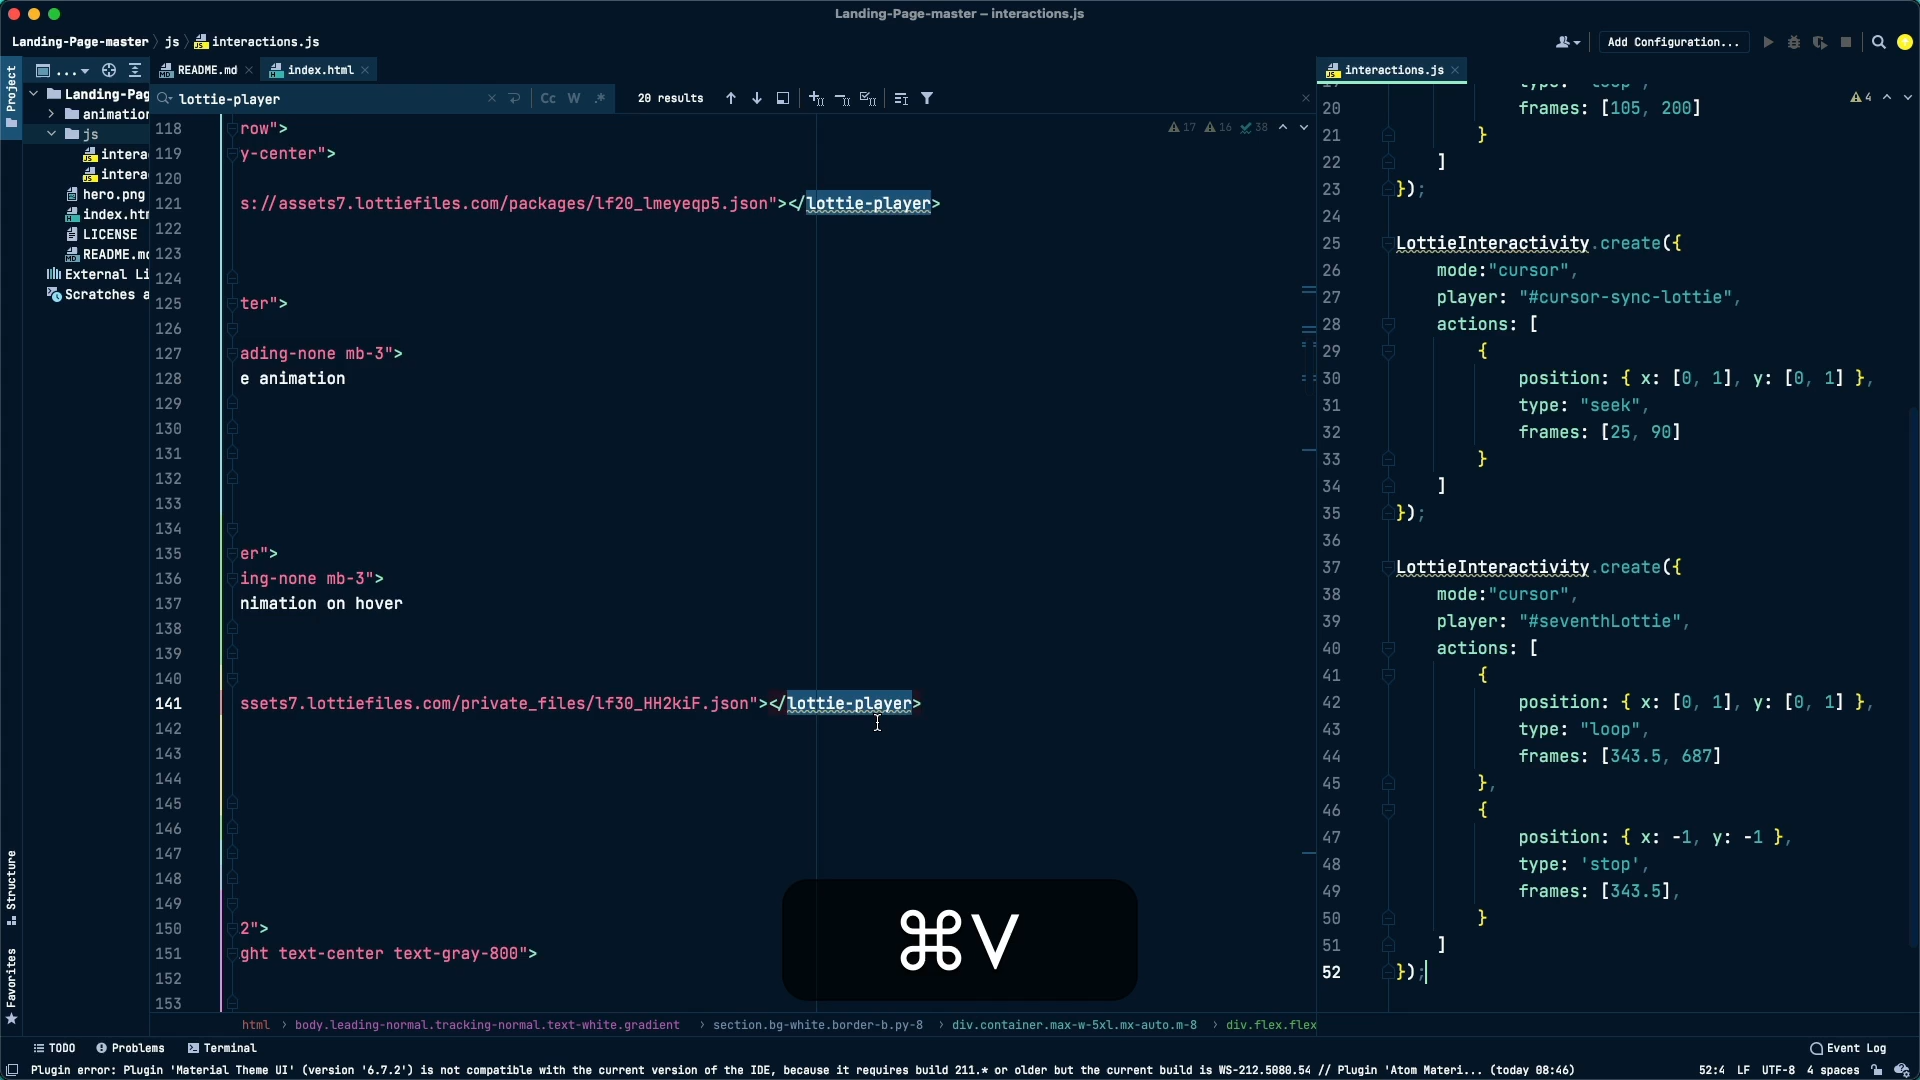 Landing-Page-master – interactions.js
Landing-Page-master js interactions.js
Add Configuration...
Project
...
README.md
index.html
interactions.js
lottie-player
Cc W .*
20 results
Landing-Pag
animation
js
intera
intera
hero.png
index.htm
LICENSE
README.md
External Li
Scratches a
17 16 38
118 row">
119 y-center">
120
121 s://assets7.lottiefiles.com/packages/lf20_lmeyeqp5.json"></lottie-player>
122
123
124
125 ter">
126
127 ading-none mb-3">
128 e animation
129
130
131
132
133
134
135 er">
136 ing-none mb-3">
137 nimation on hover
138
139
140
141 ssets7.lottiefiles.com/private_files/lf30_HH2kiF.json"></lottie-player>
142
143
144
145
146
147
148
149
150 2">
151 ght text-center text-gray-800">
152
153
4
20 frames: [105, 200]
21 }
22 ]
23 });
24
25 LottieInteractivity.create({
26 mode:"cursor",
27 player: "#cursor-sync-lottie",
28 actions: [
29 {
30 position: { x: [0, 1], y: [0, 1] },
31 type: "seek",
32 frames: [25, 90]
33 }
34 ]
35 });
36
37 LottieInteractivity.create({
38 mode:"cursor",
39 player: "#seventhLottie",
40 actions: [
41 {
42 position: { x: [0, 1], y: [0, 1] },
43 type: "loop",
44 frames: [343.5, 687]
45 },
46 {
47 position: { x: -1, y: -1 },
48 type: 'stop',
49 frames: [343.5],
50 }
51 ]
52 });
⌘V
Structure
Favorites
html › body.leading-normal.tracking-normal.text-white.gradient › section.bg-white.border-b.py-8 › div.container.max-w-5xl.mx-auto.m-8 › div.flex.flex
TODO Problems Terminal
Event Log
Plugin error: Plugin 'Material Theme UI' (version '6.7.2') is not compatible with the current version of the IDE, because it requires build 211.* or older but the current build is WS-212.5080.54 // Plugin 'Atom Materi... (today 08:46)
52:4 LF UTF-8 4 spaces